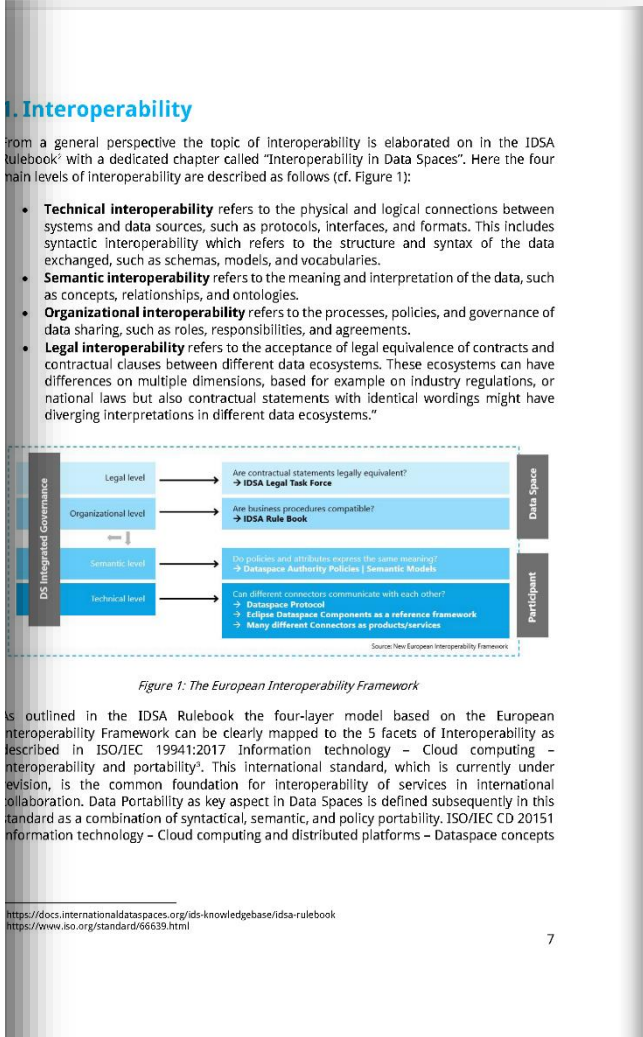 1. Interoperability
From a general perspective the topic of interoperability is elaborated on in the IDSA
Rulebook² with a dedicated chapter called “Interoperability in Data Spaces”. Here the four
main levels of interoperability are described as follows (cf. Figure 1):
• Technical interoperability refers to the physical and logical connections between
systems and data sources, such as protocols, interfaces, and formats. This includes
syntactic interoperability which refers to the structure and syntax of the data
exchanged, such as schemas, models, and vocabularies.
• Semantic interoperability refers to the meaning and interpretation of the data, such
as concepts, relationships, and ontologies.
• Organizational interoperability refers to the processes, policies, and governance of
data sharing, such as roles, responsibilities, and agreements.
• Legal interoperability refers to the acceptance of legal equivalence of contracts and
contractual clauses between different data ecosystems. These ecosystems can have
differences on multiple dimensions, based for example on industry regulations, or
national laws but also contractual statements with identical wordings might have
diverging interpretations in different data ecosystems.”
DS Integrated Governance
Legal level
Are contractual statements legally equivalent?
→ IDSA Legal Task Force
Organizational level
Are business procedures compatible?
→ IDSA Rule Book
Data Space
Semantic level
Do policies and attributes express the same meaning?
→ Dataspace Authority Policies | Semantic Models
Technical level
Can different connectors communicate with each other?
→ Dataspace Protocol
→ Eclipse Dataspace Components as a reference framework
→ Many different Connectors as products/services
Participant
Source: New European Interoperability Framework
Figure 1: The European Interoperability Framework
As outlined in the IDSA Rulebook the four-layer model based on the European
Interoperability Framework can be clearly mapped to the 5 facets of Interoperability as
described in ISO/IEC 19941:2017 Information technology – Cloud computing –
Interoperability and portability³. This international standard, which is currently under
revision, is the common foundation for interoperability of services in international
collaboration. Data Portability as key aspect in Data Spaces is defined subsequently in this
standard as a combination of syntactical, semantic, and policy portability. ISO/IEC CD 20151
Information technology – Cloud computing and distributed platforms – Dataspace concepts
https://docs.internationaldataspaces.org/ids-knowledgebase/idsa-rulebook
https://www.iso.org/standard/66639.html
7